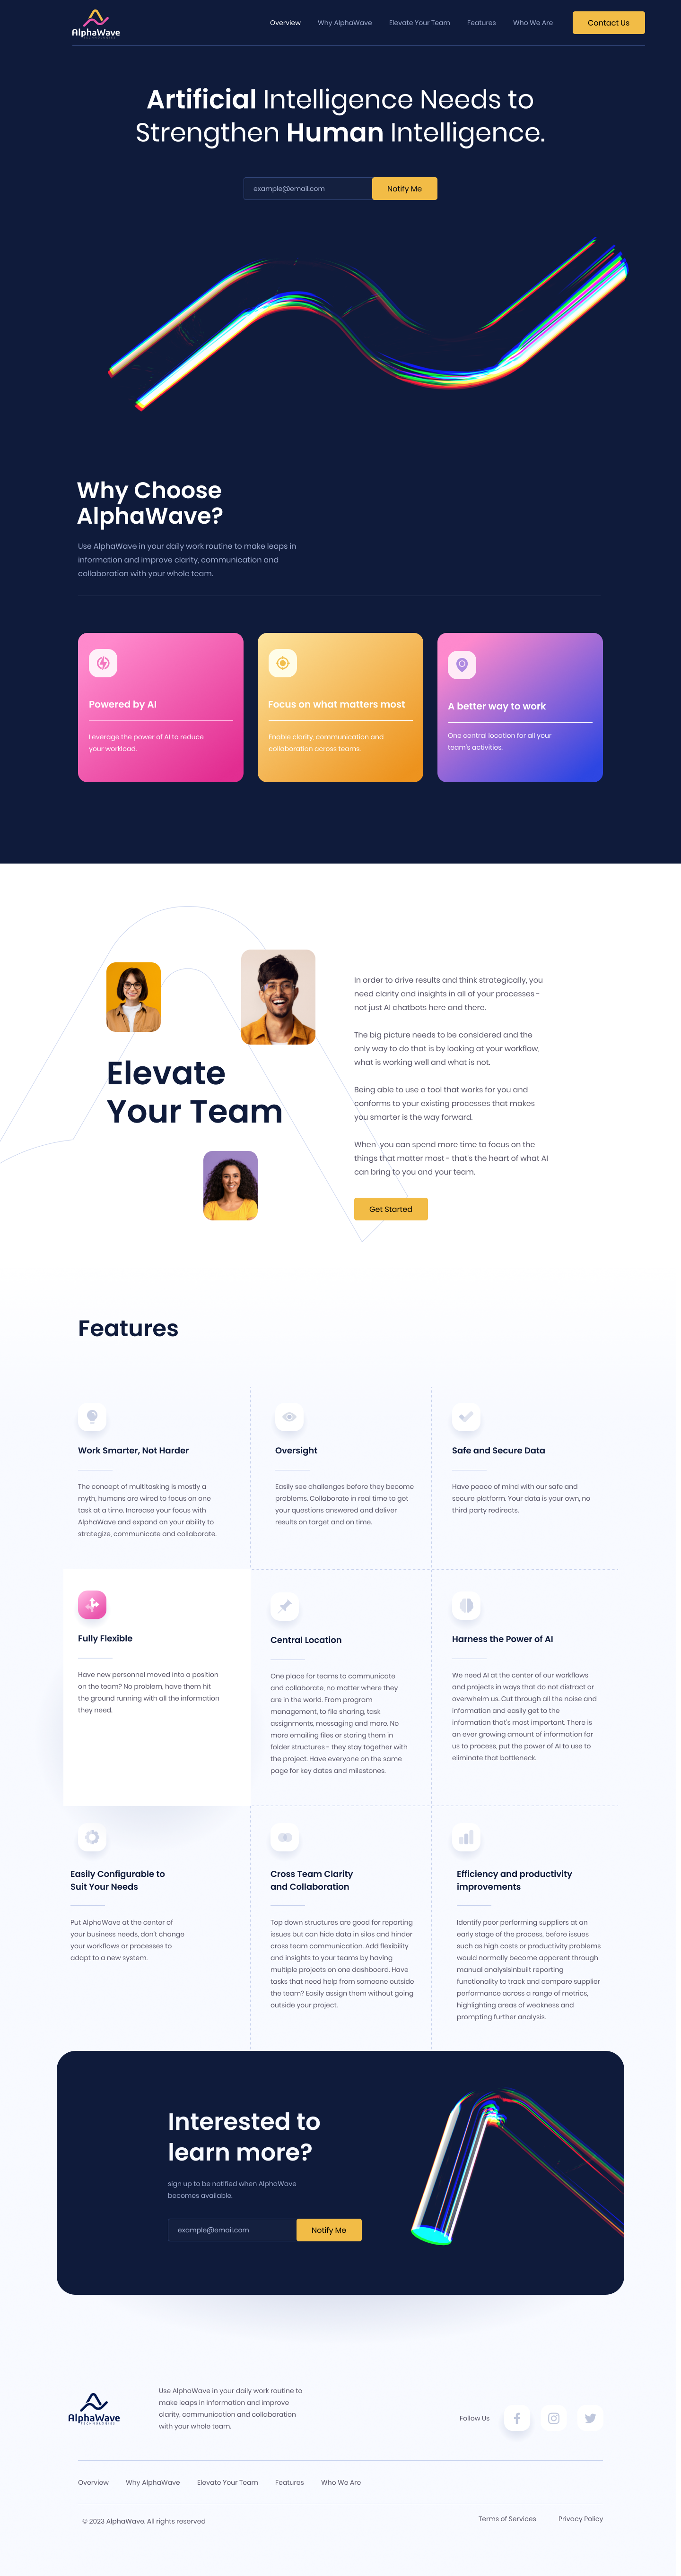 AlphaWave
Overview
Why AlphaWave
Elevate Your Team
Features
Who We Are
Contact Us
Artificial Intelligence Needs to
Strengthen Human Intelligence.
example@email.com
Notify Me
Why Choose
AlphaWave?
Use AlphaWave in your daily work routine to make leaps in
information and improve clarity, communication and
collaboration with your whole team.
Powered by AI
Leverage the power of AI to reduce
your workload.
Focus on what matters most
Enable clarity, communication and
collaboration across teams.
A better way to work
One central location for all your
team's activities.
Elevate
Your Team
In order to drive results and think strategically, you
need clarity and insights in all of your processes -
not just AI chatbots here and there.
The big picture needs to be considered and the
only way to do that is by looking at your workflow,
what is working well and what is not.
Being able to use a tool that works for you and
conforms to your existing processes that makes
you smarter is the way forward.
When you can spend more time to focus on the
things that matter most - that's the heart of what AI
can bring to you and your team.
Get Started
Features
Work Smarter, Not Harder
The concept of multitasking is mostly a
myth, humans are wired to focus on one
task at a time. Increase your focus with
AlphaWave and expand on your ability to
strategize, communicate and collaborate.
Oversight
Easily see challenges before they become
problems. Collaborate in real time to get
your questions answered and deliver
results on target and on time.
Safe and Secure Data
Have peace of mind with our safe and
secure platform. Your data is your own, no
third party redirects.
Fully Flexible
Have new personnel moved into a position
on the team? No problem, have them hit
the ground running with all the information
they need.
Central Location
One place for teams to communicate
and collaborate, no matter where they
are in the world. From program
management, to file sharing, task
assignments, messaging and more. No
more emailing files or storing them in
folder structures - they stay together with
the project. Have everyone on the same
page for key dates and milestones.
Harness the Power of AI
We need AI at the center of our workflows
and projects in ways that do not distract or
overwhelm us. Cut through all the noise and
information and easily get to the
information that's most important. There is
an ever growing amount of information for
us to process, put the power of AI to use to
eliminate that bottleneck.
Easily Configurable to
Suit Your Needs
Put AlphaWave at the center of
your business needs, don't change
your workflows or processes to
adapt to a new system.
Cross Team Clarity
and Collaboration
Top down structures are good for reporting
issues but can hide data in silos and hinder
cross team communication. Add flexibility
and insights to your teams by having
multiple projects on one dashboard. Have
tasks that need help from someone outside
the team? Easily assign them without going
outside your project.
Efficiency and productivity
improvements
Identify poor performing suppliers at an
early stage of the process, before issues
such as high costs or productivity problems
would normally become apparent through
manual analysisinbuilt reporting
functionality to track and compare supplier
performance across a range of metrics,
highlighting areas of weakness and
prompting further analysis.
Interested to
learn more?
sign up to be notified when AlphaWave
becomes available.
example@email.com
Notify Me
AlphaWave
TECHNOLOGIES
Use AlphaWave in your daily work routine to
make leaps in information and improve
clarity, communication and collaboration
with your whole team.
Follow Us
Overview
Why AlphaWave
Elevate Your Team
Features
Who We Are
© 2023 AlphaWave. All rights reserved
Terms of Services
Privacy Policy